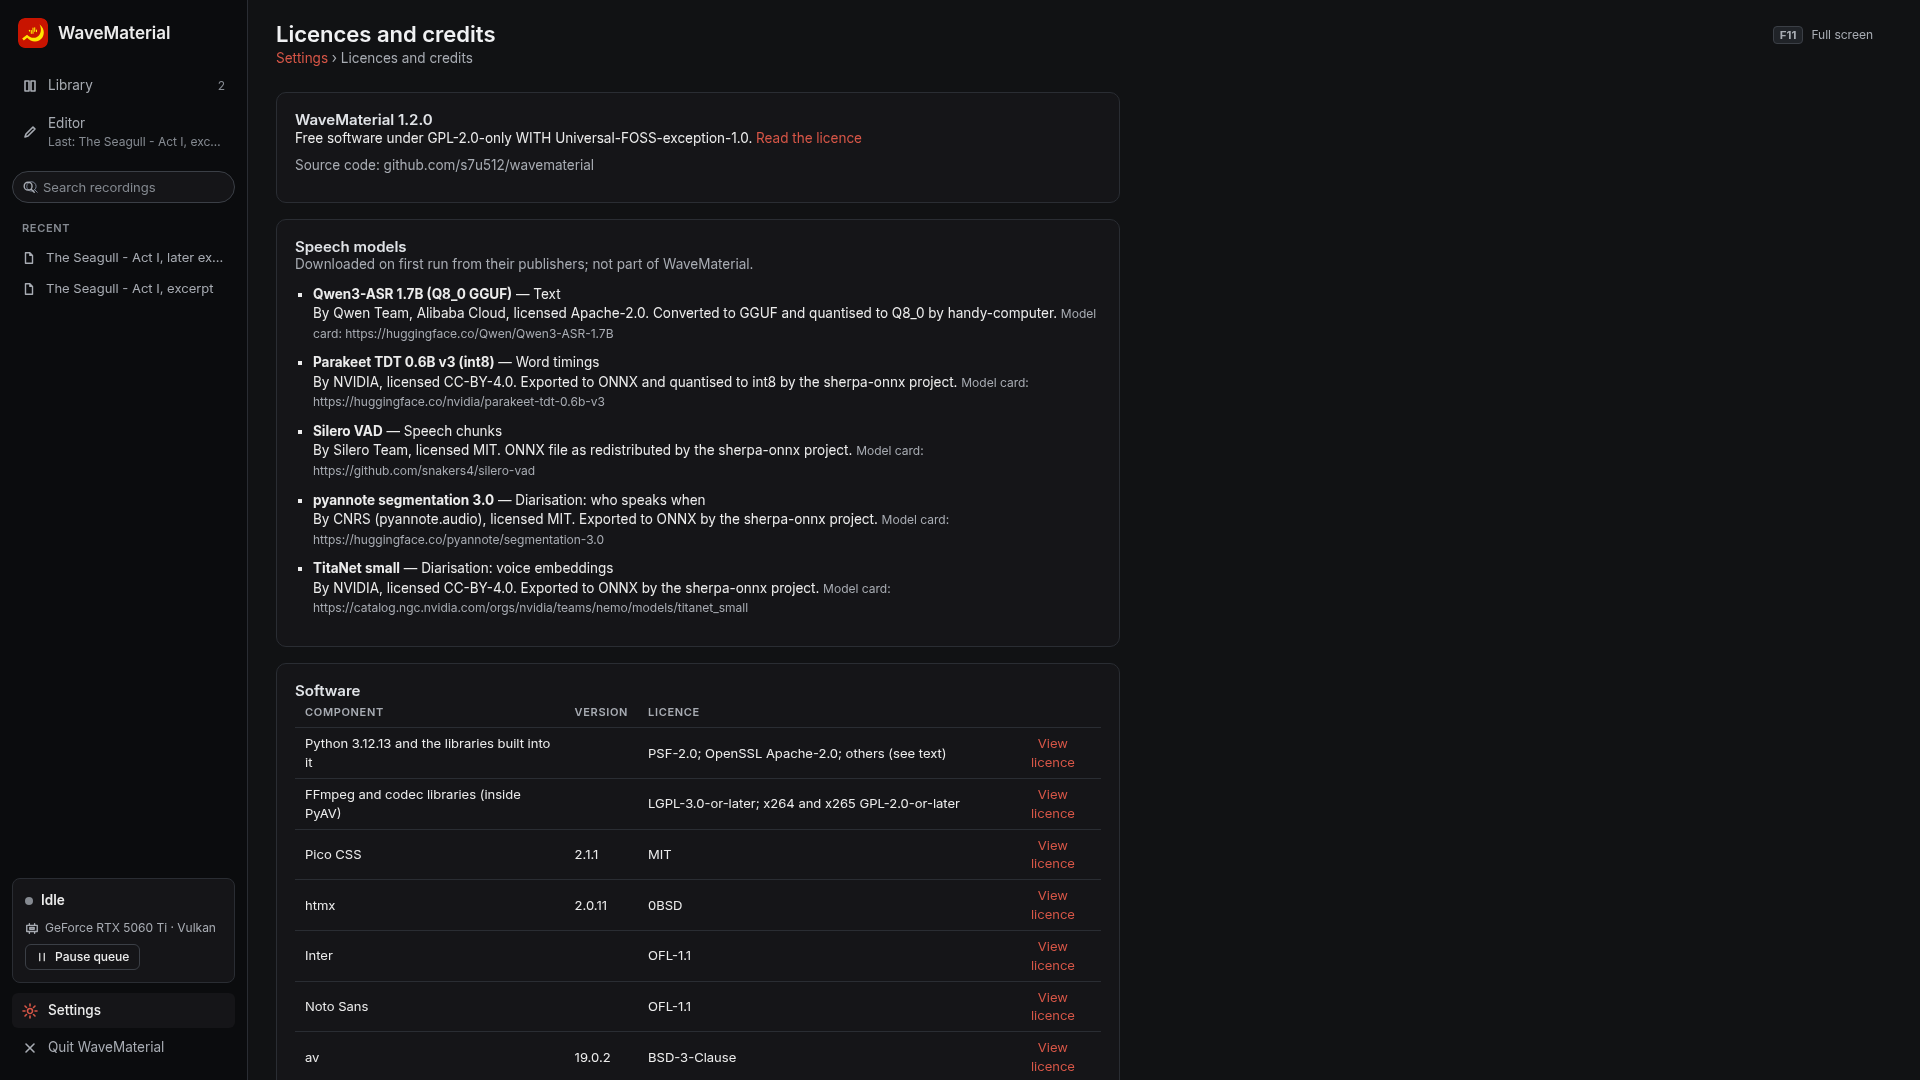 WaveMaterial
Library 2
Editor
Last: The Seagull - Act I, exc...
Search recordings
RECENT
The Seagull - Act I, later ex...
The Seagull - Act I, excerpt
Idle
GeForce RTX 5060 Ti · Vulkan
Pause queue
Settings
Quit WaveMaterial
Licences and credits
Settings › Licences and credits
F11 Full screen
WaveMaterial 1.2.0
Free software under GPL-2.0-only WITH Universal-FOSS-exception-1.0. Read the licence
Source code: github.com/s7u512/wavematerial
Speech models
Downloaded on first run from their publishers; not part of WaveMaterial.
Qwen3-ASR 1.7B (Q8_0 GGUF) — Text
By Qwen Team, Alibaba Cloud, licensed Apache-2.0. Converted to GGUF and quantised to Q8_0 by handy-computer. Model
card: https://huggingface.co/Qwen/Qwen3-ASR-1.7B
Parakeet TDT 0.6B v3 (int8) — Word timings
By NVIDIA, licensed CC-BY-4.0. Exported to ONNX and quantised to int8 by the sherpa-onnx project. Model card:
https://huggingface.co/nvidia/parakeet-tdt-0.6b-v3
Silero VAD — Speech chunks
By Silero Team, licensed MIT. ONNX file as redistributed by the sherpa-onnx project. Model card:
https://github.com/snakers4/silero-vad
pyannote segmentation 3.0 — Diarisation: who speaks when
By CNRS (pyannote.audio), licensed MIT. Exported to ONNX by the sherpa-onnx project. Model card:
https://huggingface.co/pyannote/segmentation-3.0
TitaNet small — Diarisation: voice embeddings
By NVIDIA, licensed CC-BY-4.0. Exported to ONNX by the sherpa-onnx project. Model card:
https://catalog.ngc.nvidia.com/orgs/nvidia/teams/nemo/models/titanet_small
Software
COMPONENT VERSION LICENCE
Python 3.12.13 and the libraries built into
it
PSF-2.0; OpenSSL Apache-2.0; others (see text)
View
licence
FFmpeg and codec libraries (inside
PyAV)
LGPL-3.0-or-later; x264 and x265 GPL-2.0-or-later
View
licence
Pico CSS 2.1.1 MIT
View
licence
htmx 2.0.11 0BSD
View
licence
Inter OFL-1.1
View
licence
Noto Sans OFL-1.1
View
licence
av 19.0.2 BSD-3-Clause
View
licence